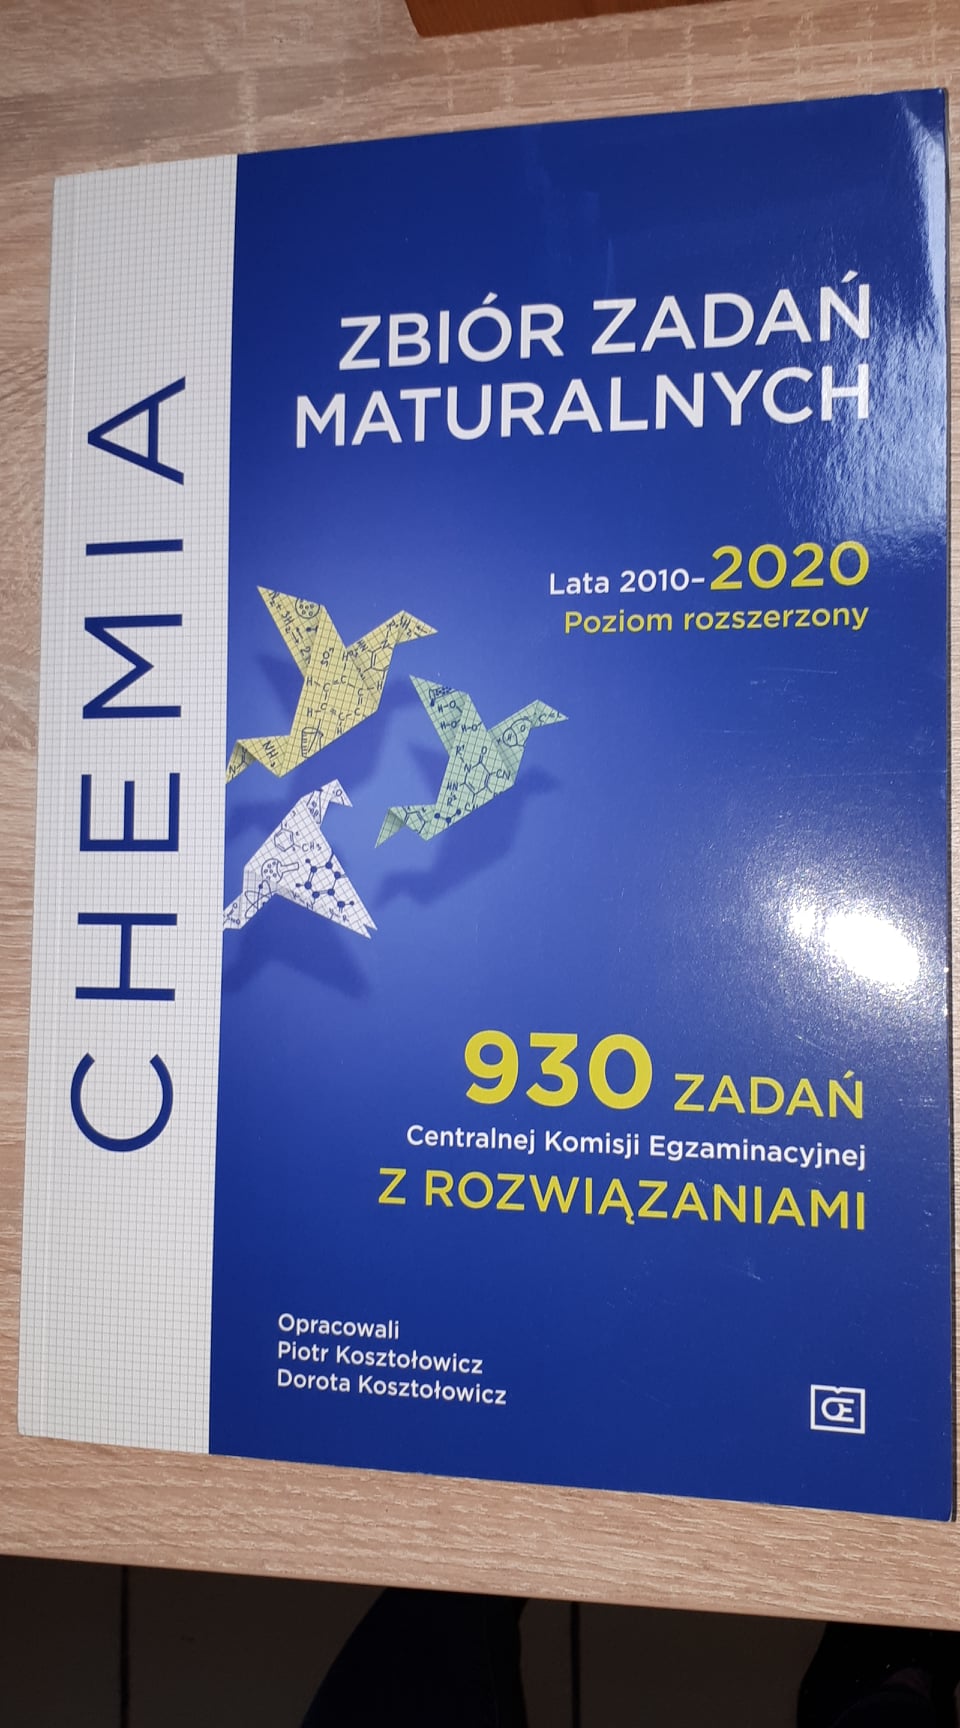 CHEMIA
ZBIÓR ZADAŃ
MATURALNYCH
Lata 2010-2020
Poziom rozszerzony
930 ZADAŃ
Centralnej Komisji Egzaminacyjnej
Z ROZWIĄZANIAMI
Opracowali
Piotr Kosztołowicz
Dorota Kosztołowicz
OE